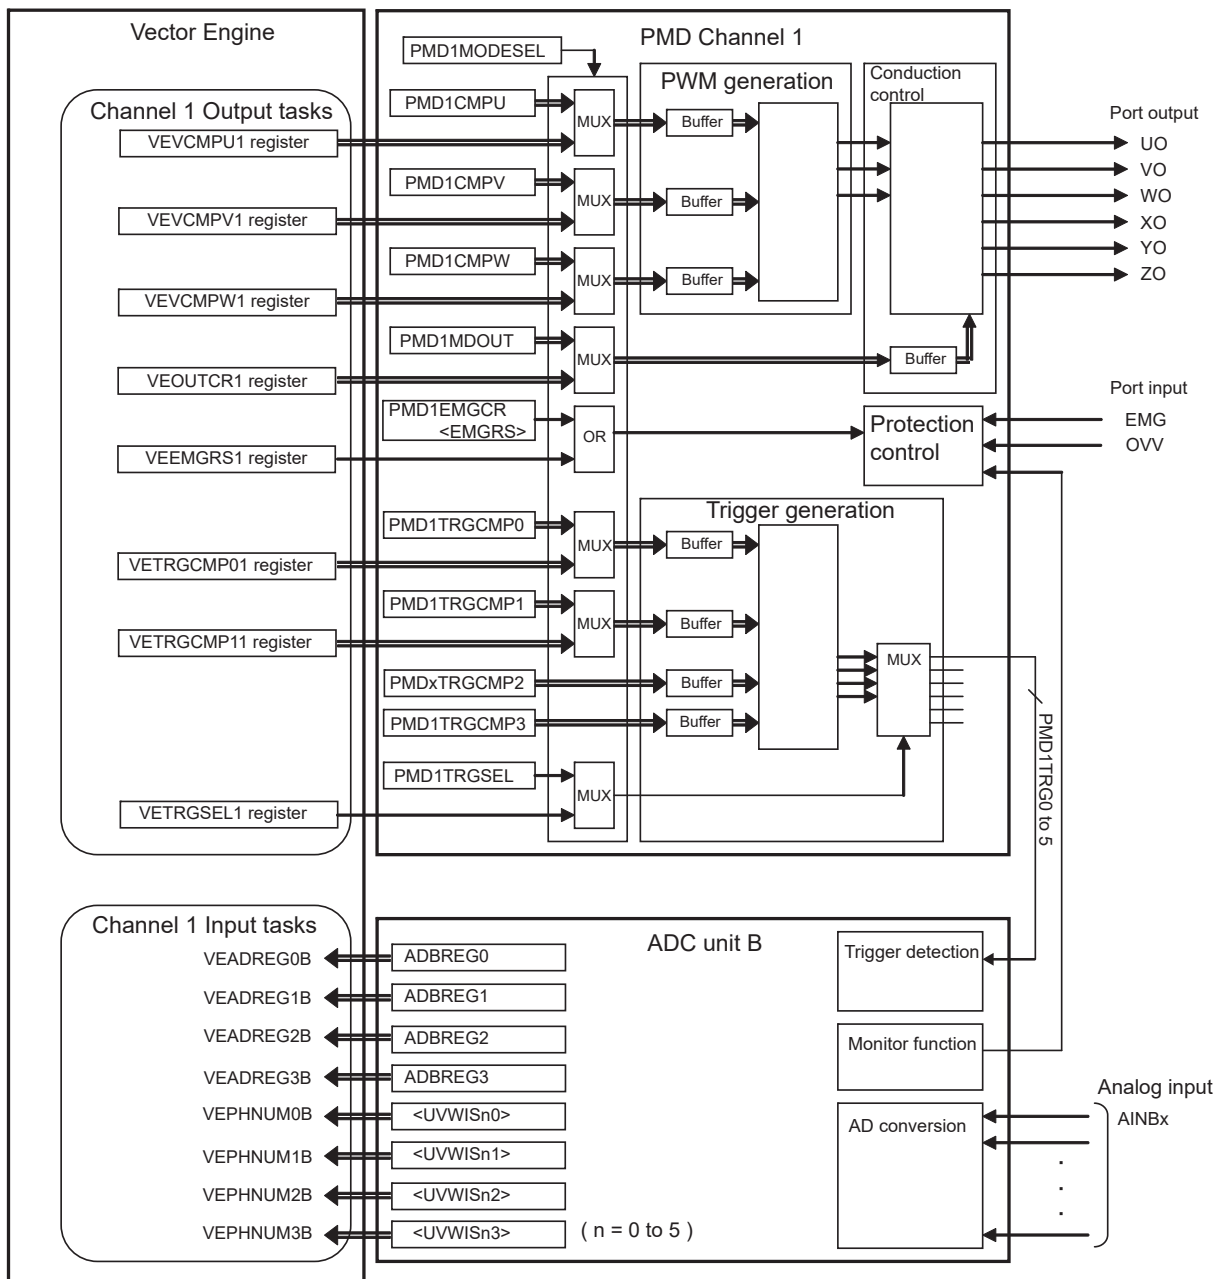 Vector Engine
PMD Channel 1
PMD1MODESEL
Channel 1 Output tasks
PWM generation
Conduction
control
PMD1CMPU
MUX
Buffer
VEVCMPU1 register
Port output
UO
VO
WO
XO
YO
ZO
PMD1CMPV
MUX
Buffer
VEVCMPV1 register
PMD1CMPW
MUX
Buffer
VEVCMPW1 register
PMD1MDOUT
MUX
Buffer
VEOUTCR1 register
PMD1EMGCR
<EMGRS>
OR
Protection
control
Port input
EMG
OVV
VEEMGRS1 register
Trigger generation
PMD1TRGCMP0
MUX
Buffer
VETRGCMP01 register
PMD1TRGCMP1
MUX
Buffer
VETRGCMP11 register
MUX
PMDxTRGCMP2
Buffer
PMD1TRGCMP3
Buffer
PMD1TRG0 to 5
PMD1TRGSEL
MUX
VETRGSEL1 register
Channel 1 Input tasks
ADC unit B
VEADREG0B
ADBREG0
Trigger detection
VEADREG1B
ADBREG1
VEADREG2B
ADBREG2
Monitor function
VEADREG3B
ADBREG3
Analog input
VEPHNUM0B
<UVWISn0>
AD conversion
AINBx
VEPHNUM1B
<UVWISn1>
.
.
.
VEPHNUM2B
<UVWISn2>
VEPHNUM3B
<UVWISn3>
( n = 0 to 5 )